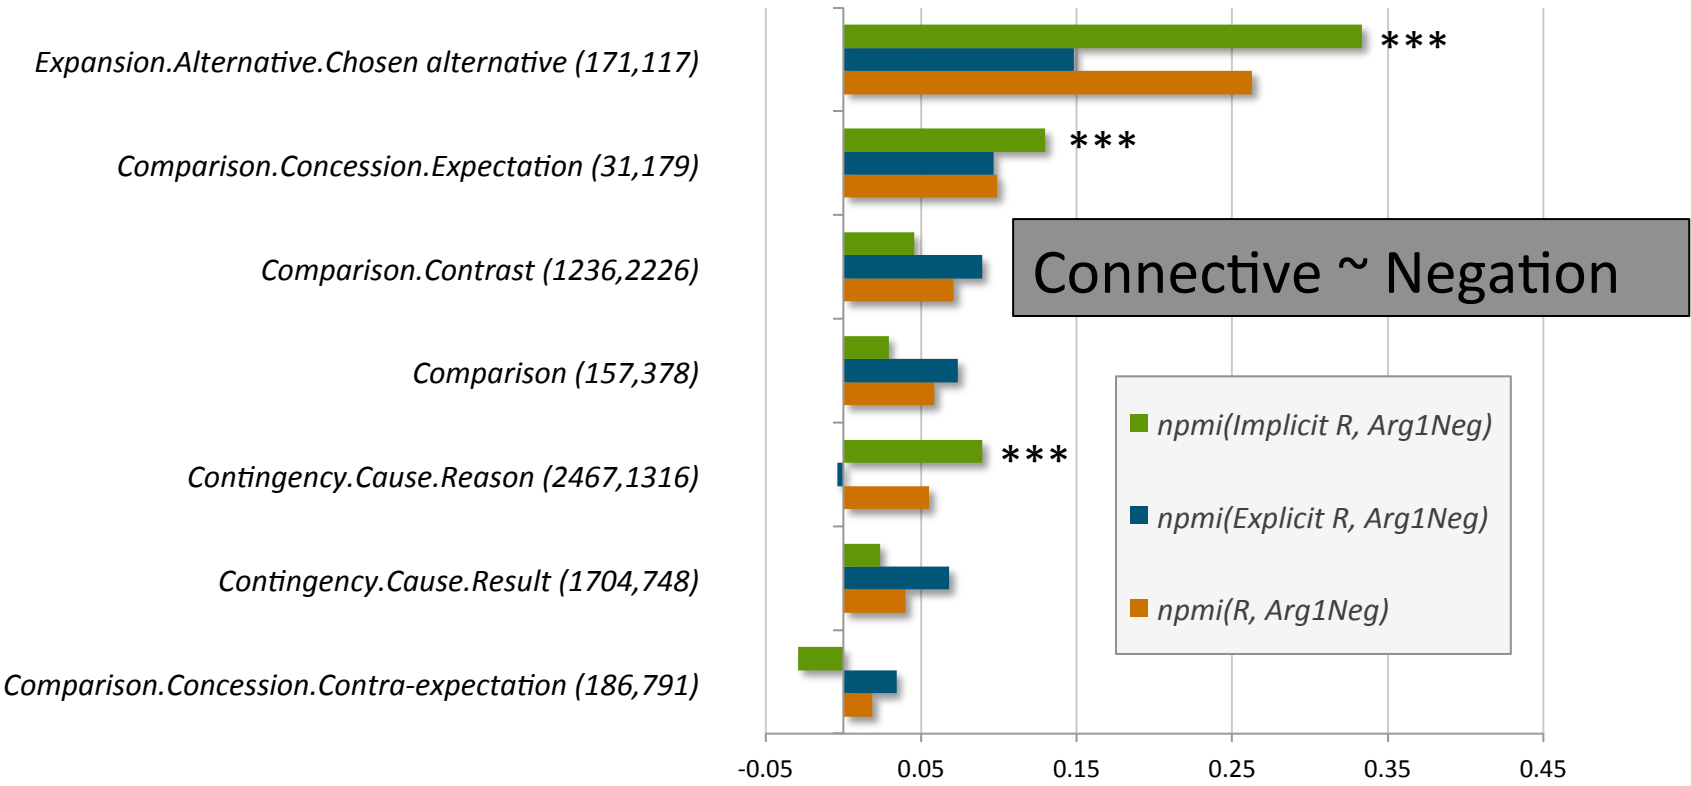 Expansion.Alternative.Chosen alternative (171,117)
***
Comparison.Concession.Expectation (31,179)
***
Comparison.Contrast (1236,2226)
Connective ~ Negation
Comparison (157,378)
npmi(Implicit R, Arg1Neg)
Contingency.Cause.Reason (2467,1316)
***
npmi(Explicit R, Arg1Neg)
Contingency.Cause.Result (1704,748)
npmi(R, Arg1Neg)
Comparison.Concession.Contra-expectation (186,791)
-0.05 0.05 0.15 0.25 0.35 0.45